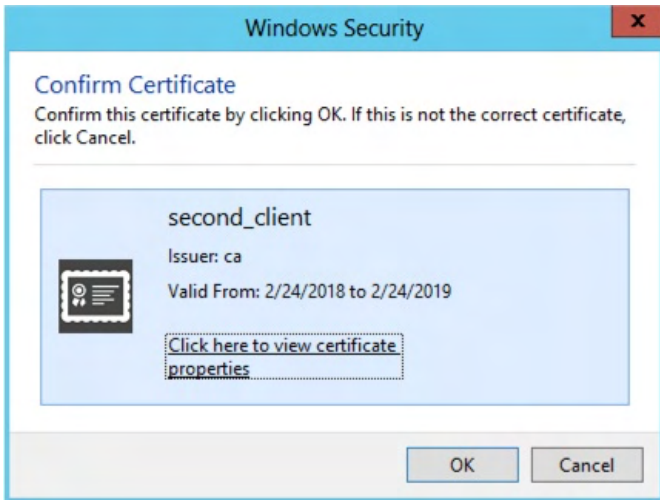 Windows Security
x
Confirm Certificate
Confirm this certificate by clicking OK. If this is not the correct certificate,
click Cancel.
second_client
Issuer: ca
Valid From: 2/24/2018 to 2/24/2019
Click here to view certificate
properties
OK
Cancel